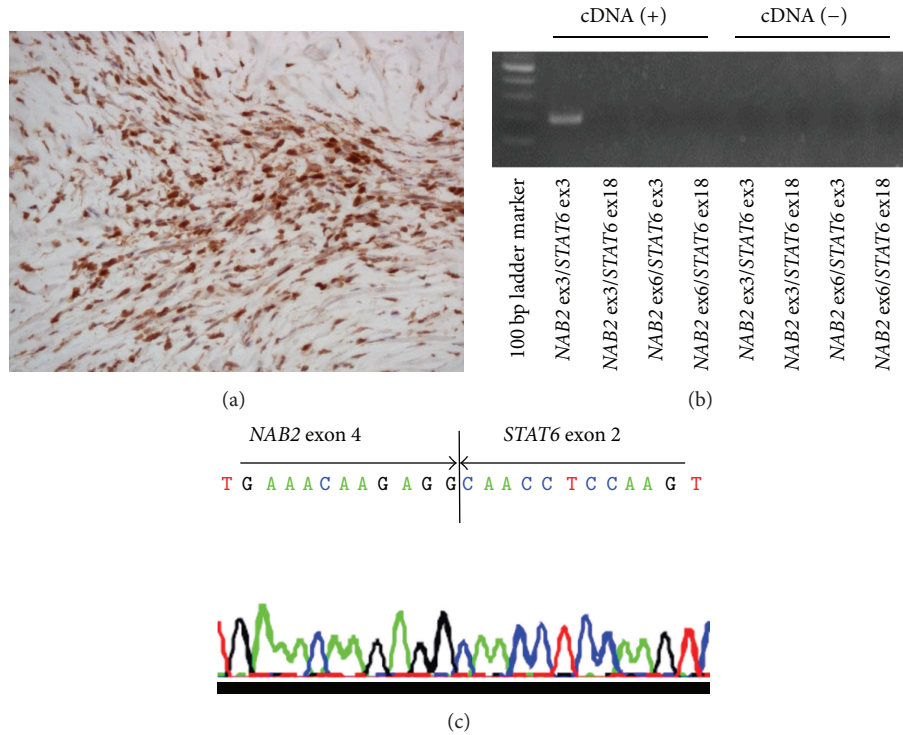 cDNA (+)
cDNA (−)
100 bp ladder marker
NAB2 ex3/STAT6 ex3
NAB2 ex3/STAT6 ex18
NAB2 ex6/STAT6 ex3
NAB2 ex6/STAT6 ex18
NAB2 ex3/STAT6 ex3
NAB2 ex3/STAT6 ex18
NAB2 ex6/STAT6 ex3
NAB2 ex6/STAT6 ex18
(a)
(b)
NAB2 exon 4
STAT6 exon 2
T G A A A C A A G A G G C A A C C T C C A A G T
(c)